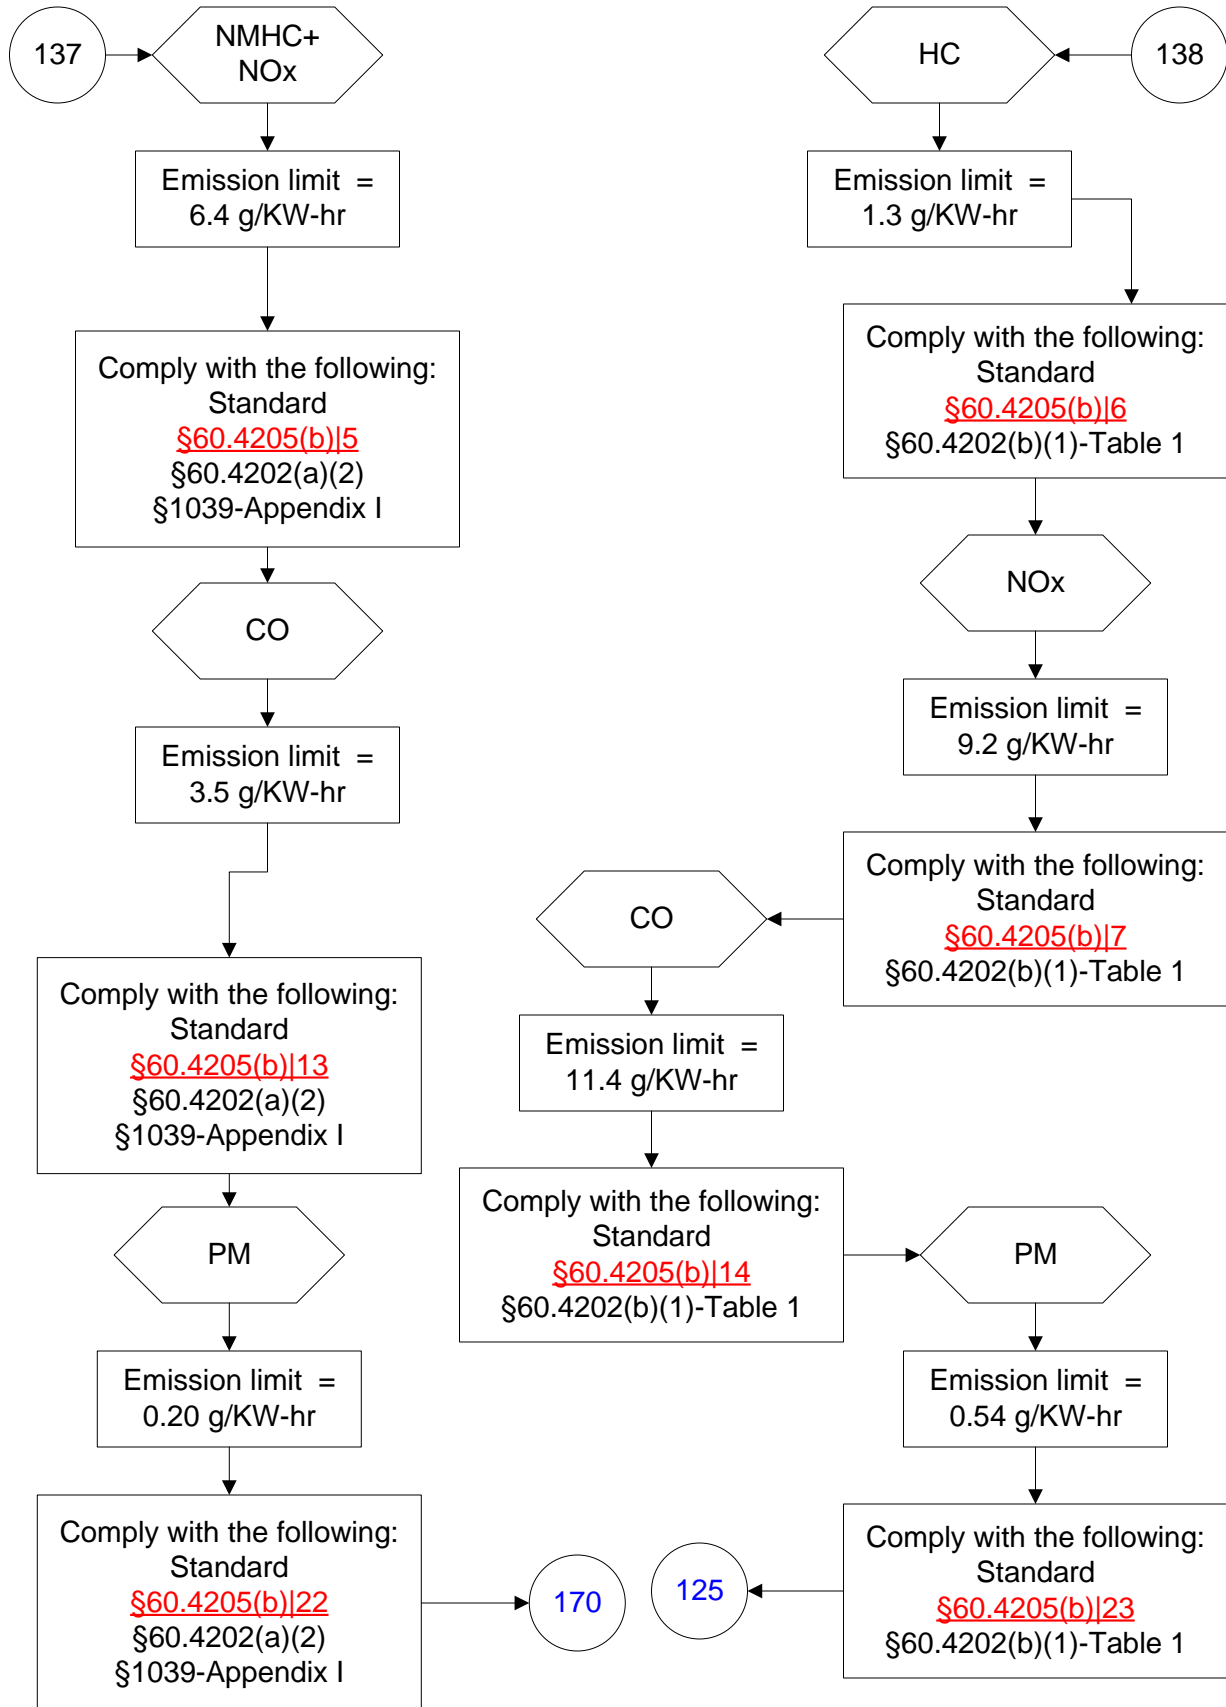 137
NMHC+
NOx
Emission limit =
6.4 g/KW-hr
Comply with the following:
Standard
§60.4205(b)|5
§60.4202(a)(2)
§1039-Appendix I
CO
Emission limit =
3.5 g/KW-hr
Comply with the following:
Standard
§60.4205(b)|13
§60.4202(a)(2)
§1039-Appendix I
PM
Emission limit =
0.20 g/KW-hr
Comply with the following:
Standard
§60.4205(b)|22
§60.4202(a)(2)
§1039-Appendix I
170
138
HC
Emission limit =
1.3 g/KW-hr
Comply with the following:
Standard
§60.4205(b)|6
§60.4202(b)(1)-Table 1
NOx
Emission limit =
9.2 g/KW-hr
Comply with the following:
Standard
§60.4205(b)|7
§60.4202(b)(1)-Table 1
CO
Emission limit =
11.4 g/KW-hr
Comply with the following:
Standard
§60.4205(b)|14
§60.4202(b)(1)-Table 1
PM
Emission limit =
0.54 g/KW-hr
Comply with the following:
Standard
§60.4205(b)|23
§60.4202(b)(1)-Table 1
125